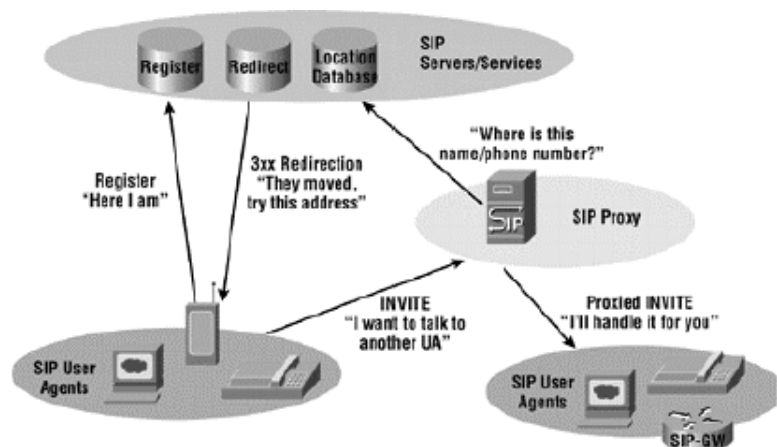 SIP
Servers/Services
Register
Redirect
Location
Database
"Where is this
name/phone number?"
3xx Redirection
"They moved,
try this address"
Register
"Here I am"
SIP
SIP Proxy
INVITE
"I want to talk to
another UA"
Proxied INVITE
"I'll handle it for you"
SIP User
Agents
SIP User
Agents
SIP-GW